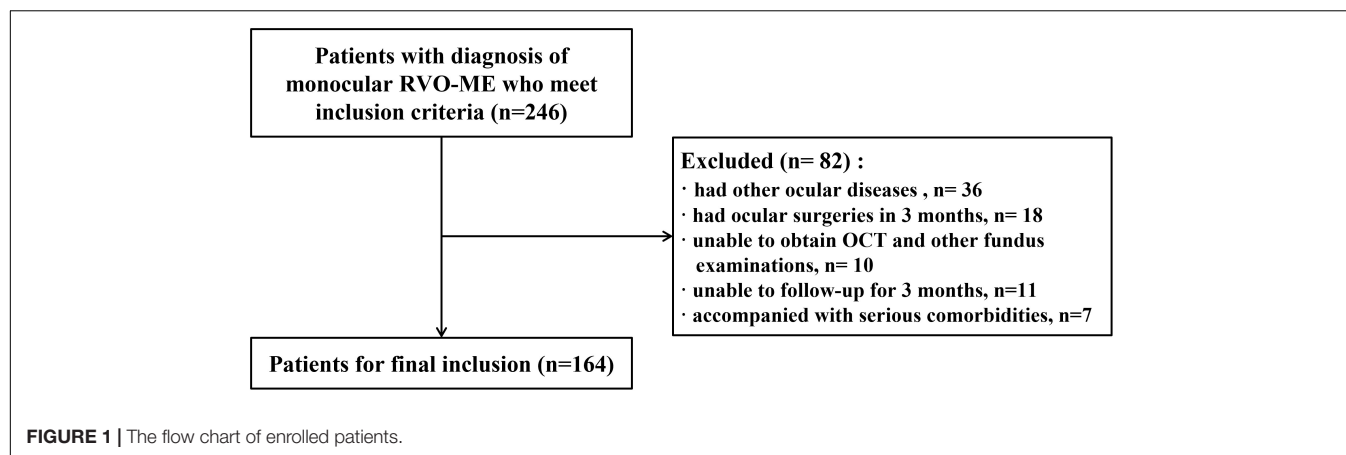 Patients with diagnosis of
monocular RVO-ME who meet
inclusion criteria (n=246)
Excluded (n= 82) :
· had other ocular diseases , n= 36
· had ocular surgeries in 3 months, n= 18
· unable to obtain OCT and other fundus
examinations, n= 10
· unable to follow-up for 3 months, n=11
· accompanied with serious comorbidities, n=7
Patients for final inclusion (n=164)
FIGURE 1 | The flow chart of enrolled patients.